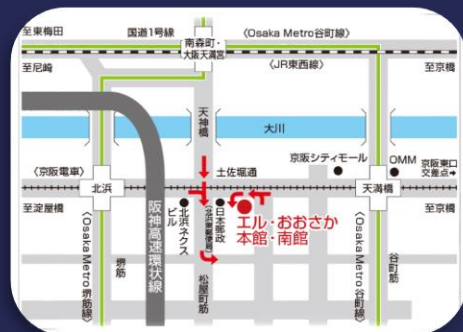 至東梅田
国道1号線
南森町・
大阪天満宮
〈Osaka Metro谷町線〉
至尼崎
〈JR東西線〉
至京橋
天神橋
大川
〈京阪電車〉
土佐堀通
京阪シティモール
OMM
京阪東口
交差点➡
北浜
天満橋
至淀屋橋
至京橋
阪神高速環状線
北浜ネクス
ビル
日本郵政
エル・おおさか
本館・南館
〈Osaka Metro堺筋線〉
堺筋
松屋町筋
〈Osaka Metro谷町線〉
谷町筋